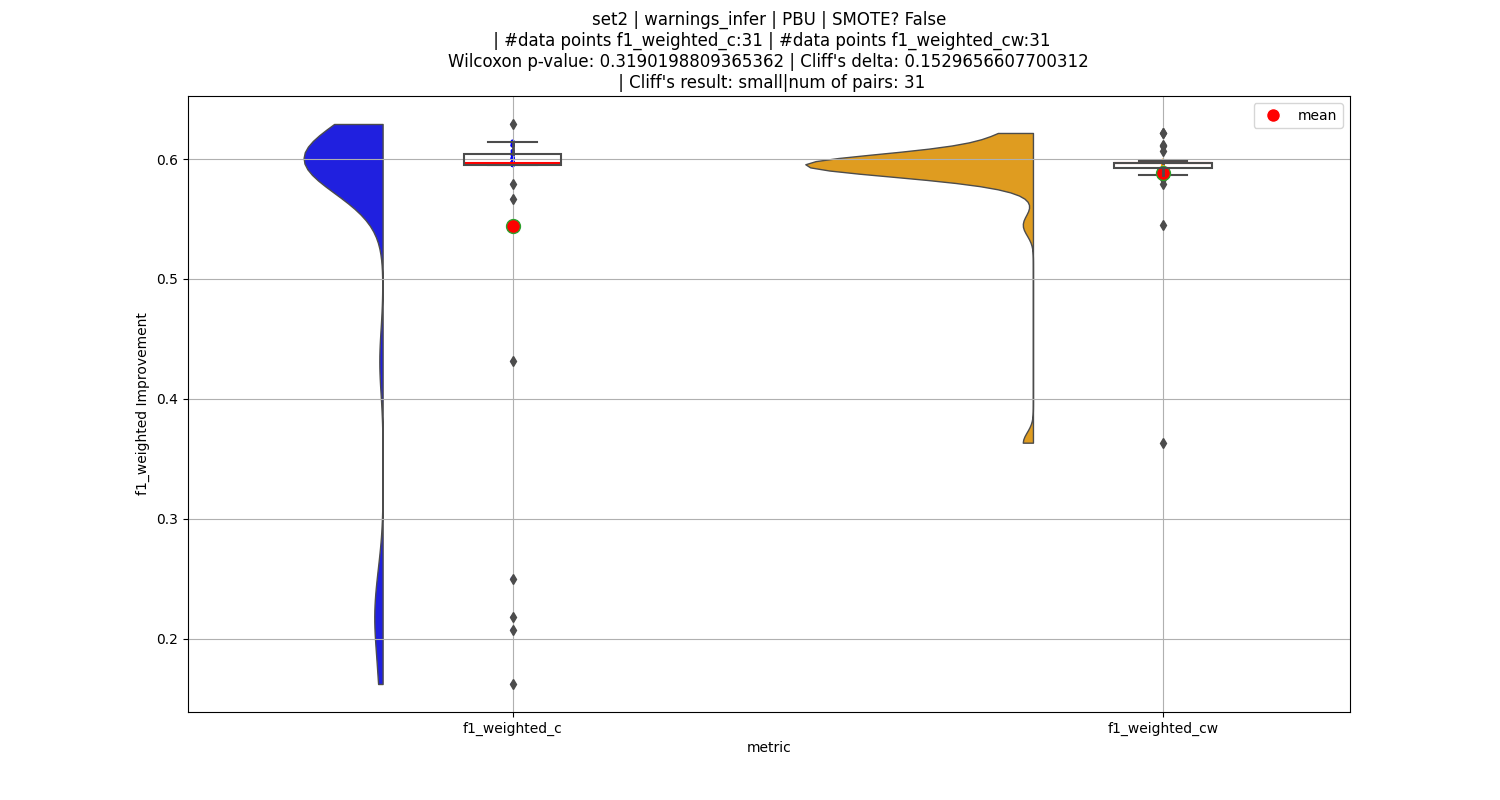 set2 | warnings_infer | PBU | SMOTE? False
| #data points f1_weighted_c:31 | #data points f1_weighted_cw:31
Wilcoxon p-value: 0.3190198809365362 | Cliff's delta: 0.1529656607700312
| Cliff's result: small|num of pairs: 31
mean
0.6
0.5
0.4
0.3
0.2
f1_weighted Improvement
f1_weighted_c
f1_weighted_cw
metric